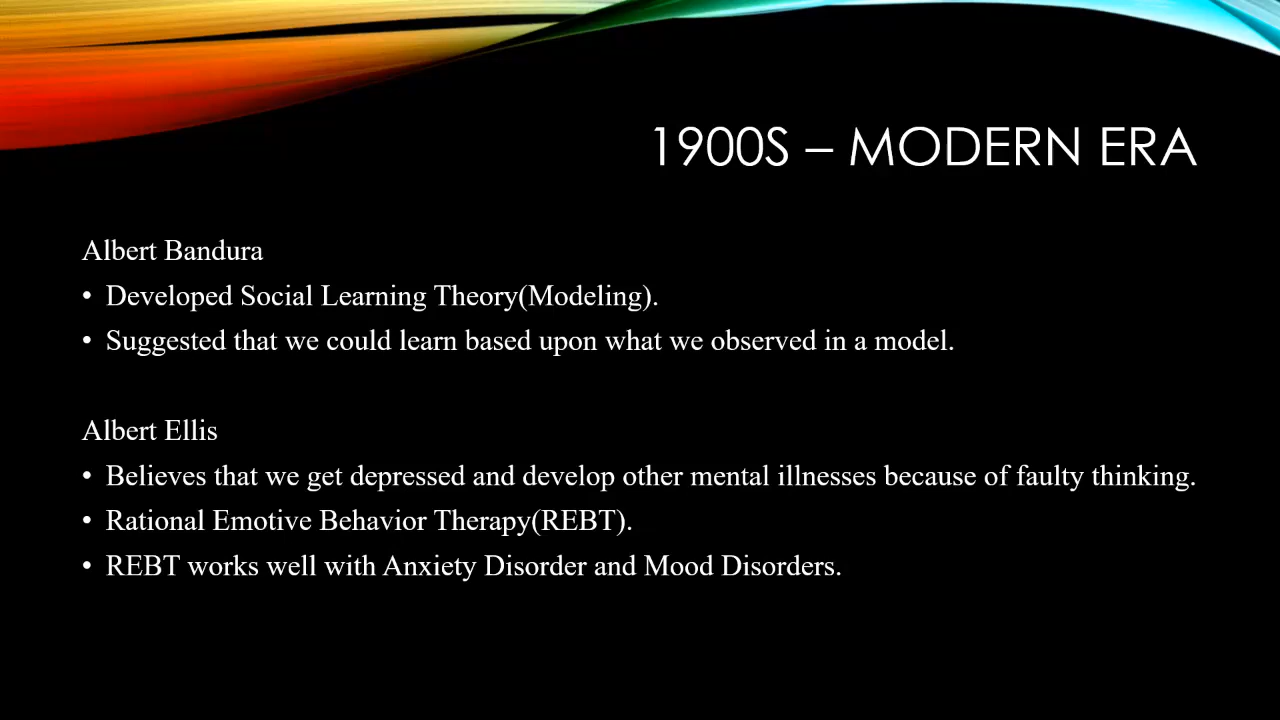 1900S – MODERN ERA
Albert Bandura
• Developed Social Learning Theory(Modeling).
• Suggested that we could learn based upon what we observed in a model.
Albert Ellis
• Believes that we get depressed and develop other mental illnesses because of faulty thinking.
• Rational Emotive Behavior Therapy(REBT).
• REBT works well with Anxiety Disorder and Mood Disorders.